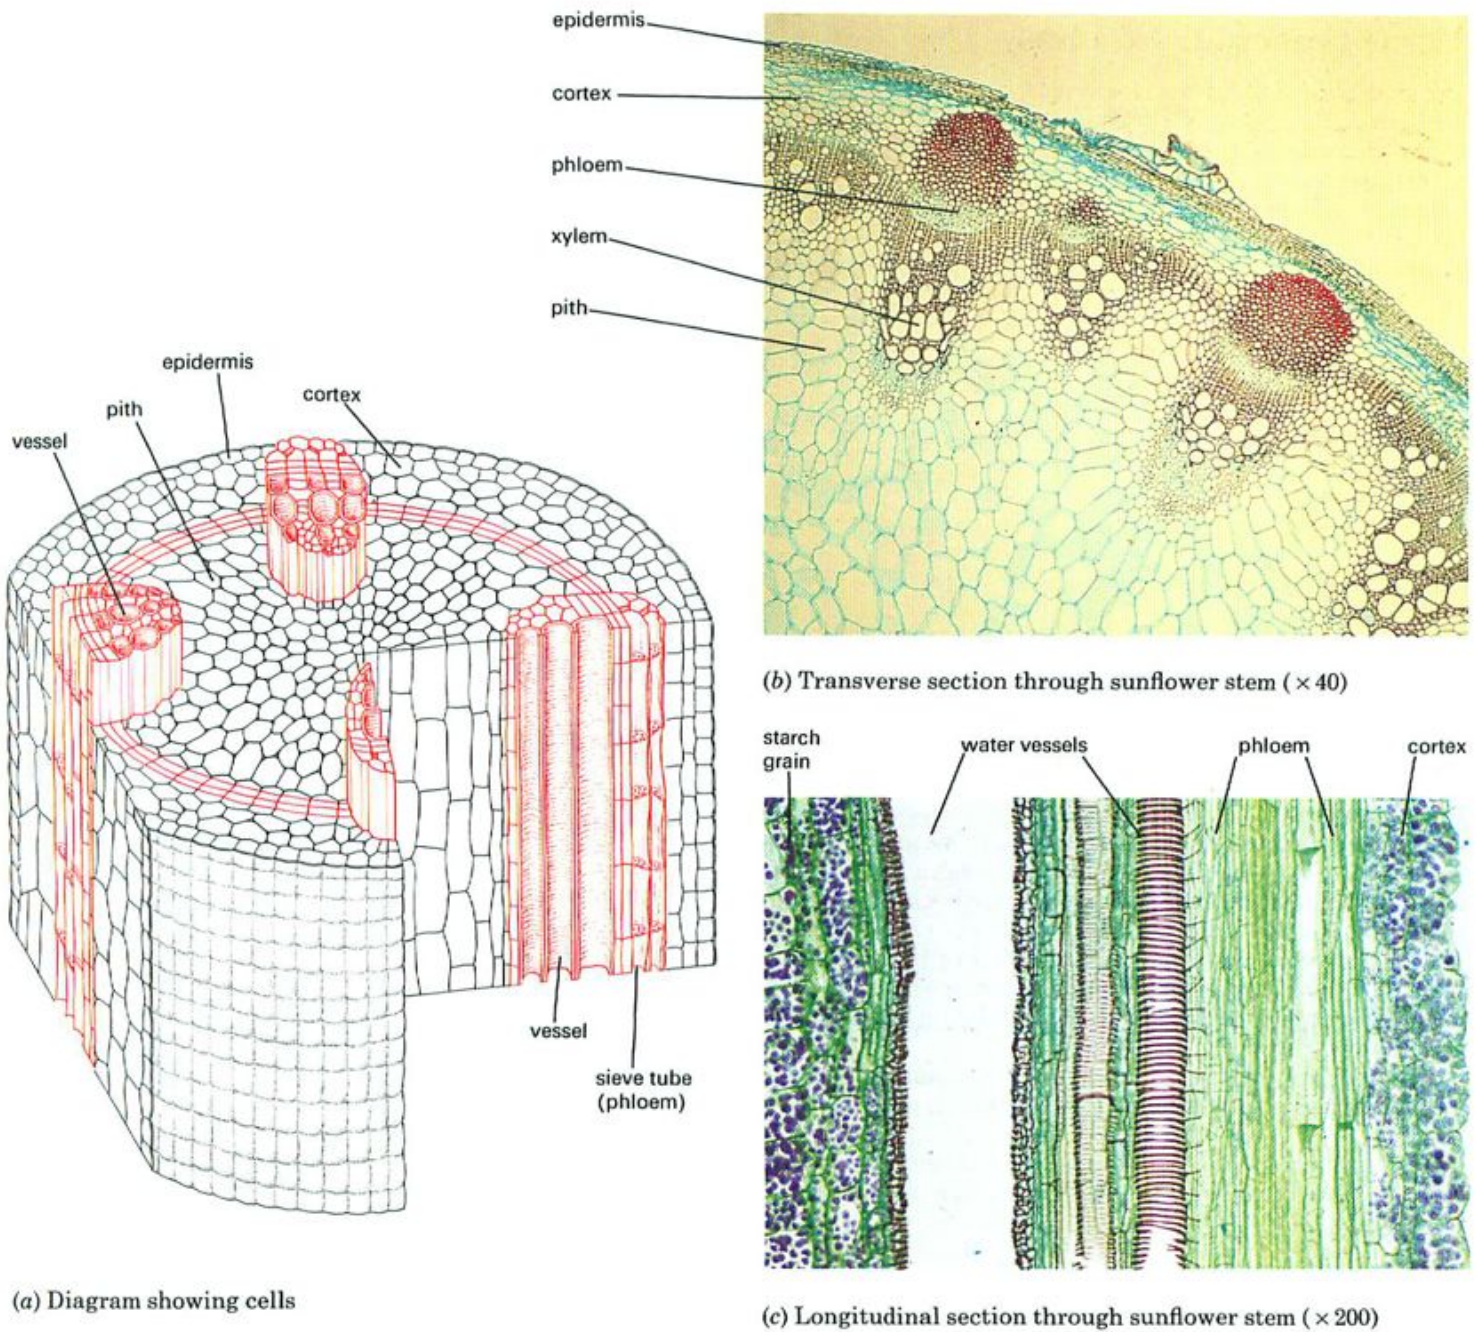 epidermis
cortex
phloem
xylem
pith
epidermis
pith
cortex
vessel
vessel
sieve tube
(phloem)
(a) Diagram showing cells
(b) Transverse section through sunflower stem (×40)
starch
grain
water vessels
phloem
cortex
(c) Longitudinal section through sunflower stem (×200)